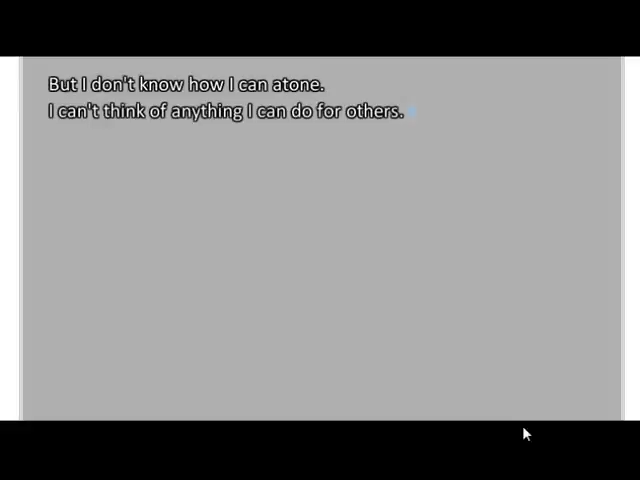 But I don't know how I can atone.
I can't think of anything I can do for others.